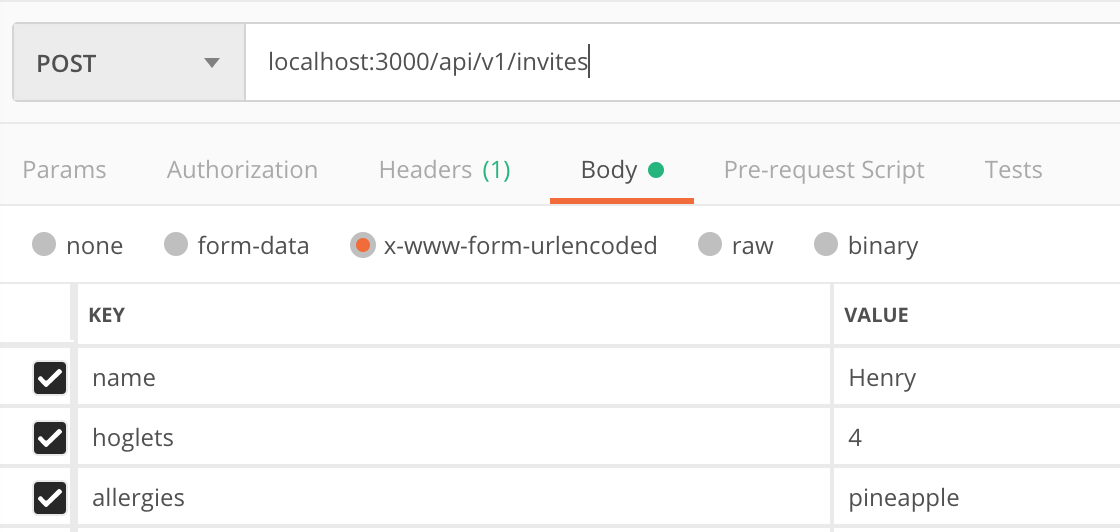 POST localhost:3000/api/v1/invites
Params Authorization Headers (1) Body Pre-request Script Tests
none form-data x-www-form-urlencoded raw binary
KEY VALUE
name Henry
hoglets 4
allergies pineapple